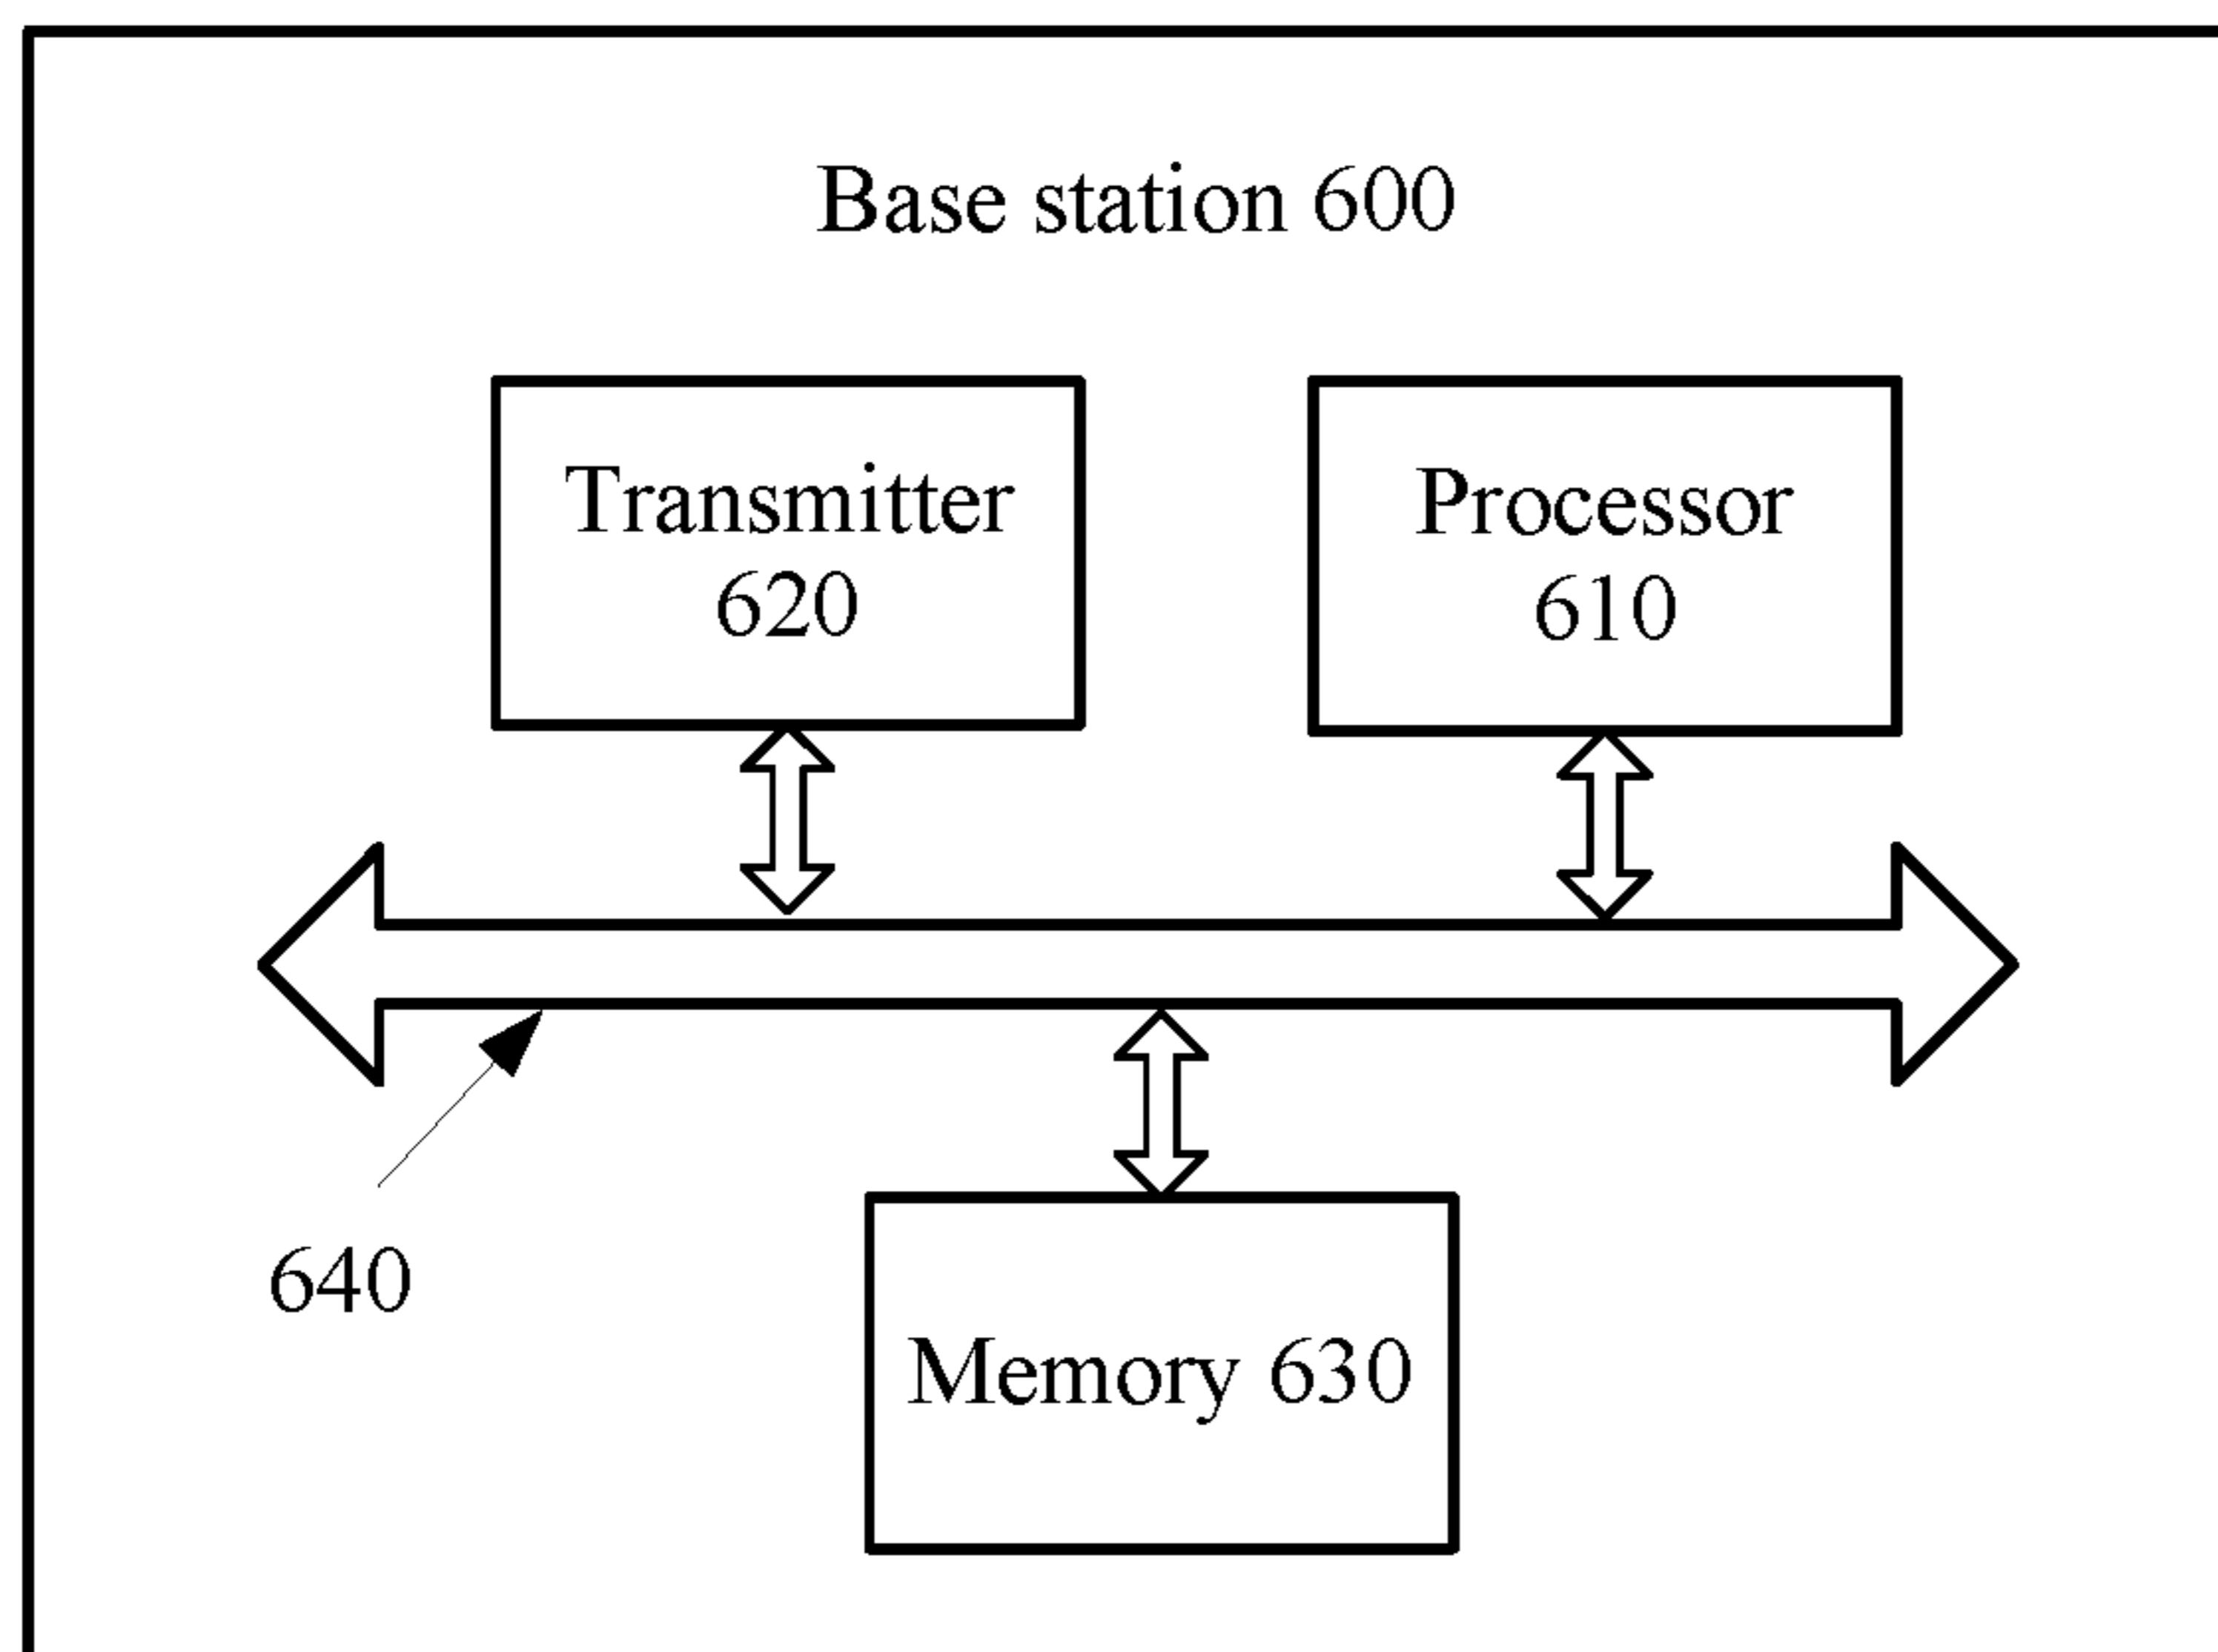 Base station 600
Transmitter
620
Processor
610
640
Memory 630